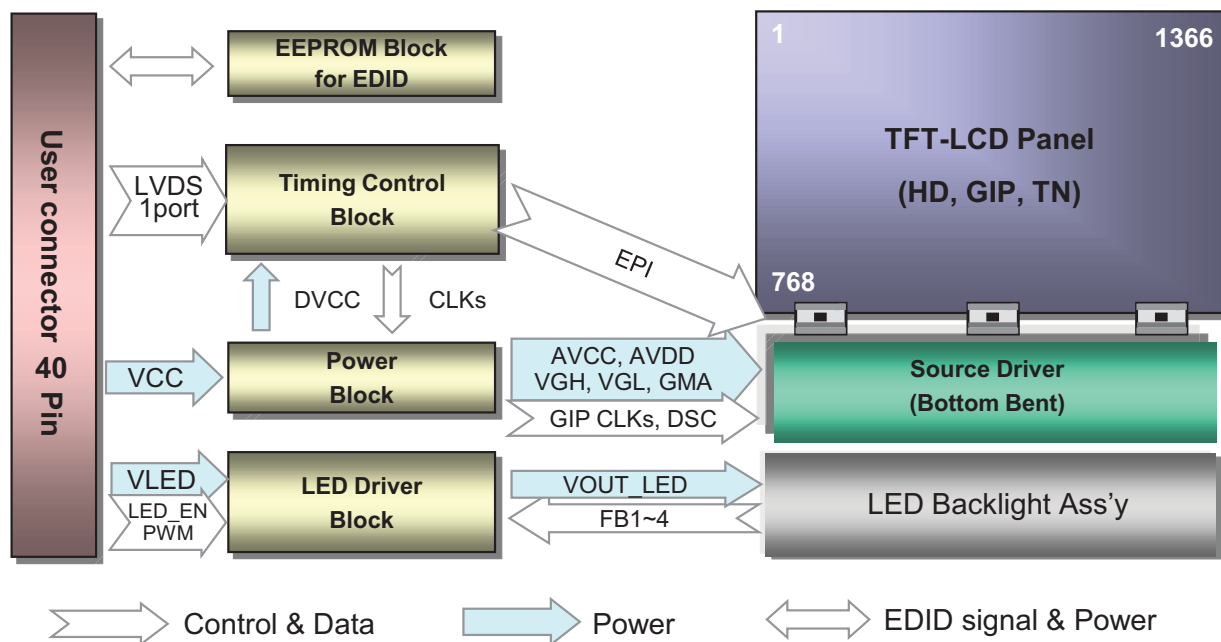 User connector 40 Pin
EEPROM Block
for EDID
LVDS
1port
Timing Control
Block
EPI
DVCC
CLKs
VCC
Power
Block
AVCC, AVDD
VGH, VGL, GMA
GIP CLKs, DSC
VLED
LED_EN
PWM
LED Driver
Block
VOUT_LED
FB1~4
1
1366
TFT-LCD Panel
(HD, GIP, TN)
768
Source Driver
(Bottom Bent)
LED Backlight Ass’y
Control & Data
Power
EDID signal & Power